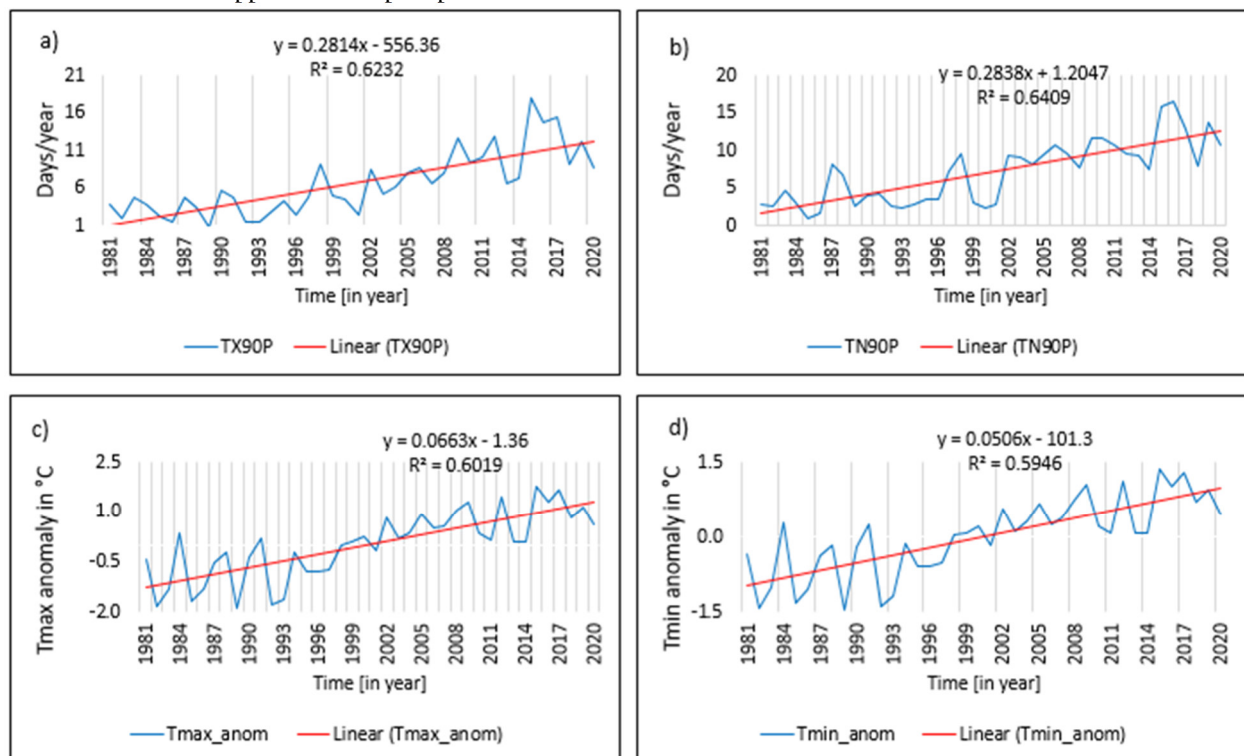 a)
y = 0.2814x - 556.36
R² = 0.6232
21
16
11
6
1
Days/year
1981
1984
1987
1990
1993
1996
1999
2002
2005
2008
2011
2014
2017
2020
Time [in year]
TX90P
Linear (TX90P)
b)
y = 0.2838x + 1.2047
R² = 0.6409
20
15
10
5
0
Days/year
1981
1984
1987
1990
1993
1996
1999
2002
2005
2008
2011
2014
2017
2020
Time [in year]
TN90P
Linear (TN90P)
c)
y = 0.0663x - 1.36
R² = 0.6019
2.5
1.0
-0.5
-2.0
Tmax anomaly in °C
1981
1984
1987
1990
1993
1996
1999
2002
2005
2008
2011
2014
2017
2020
Time [in year]
Tmax_anom
Linear (Tmax_anom)
d)
y = 0.0506x - 101.3
R² = 0.5946
1.5
0.0
-1.5
Tmin anomaly in °C
1981
1984
1987
1990
1993
1996
1999
2002
2005
2008
2011
2014
2017
2020
Time [in year]
Tmin_anom
Linear (Tmin_anom)